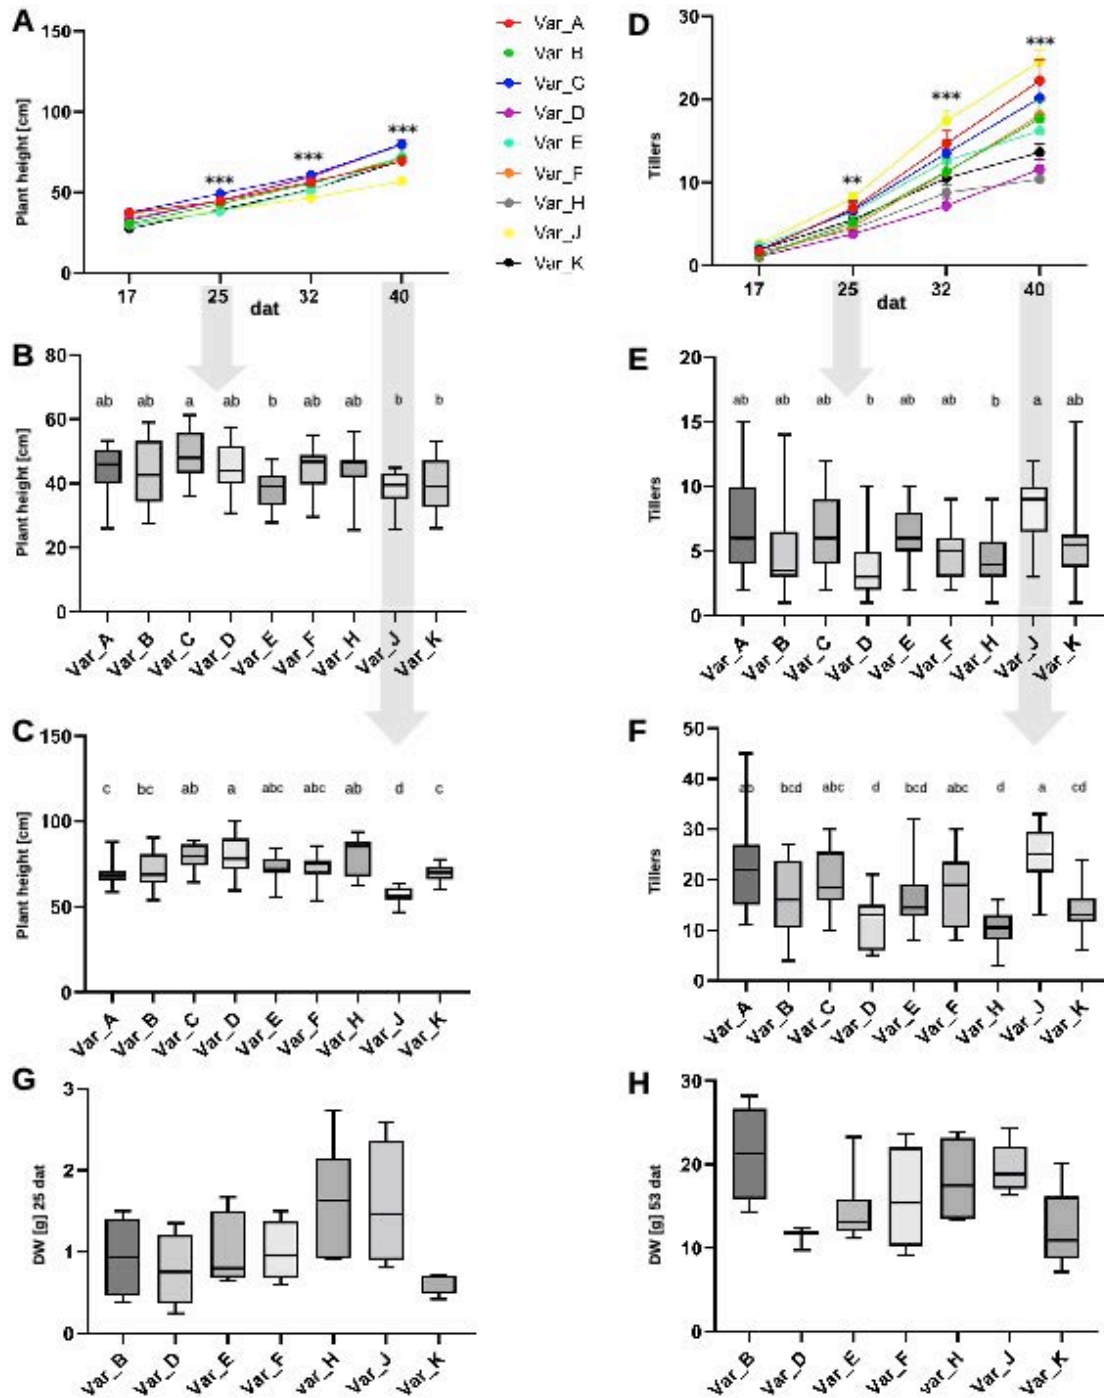 A
Plant height [cm]
150
100
50
0
***
***
***
17
25
32
40
dat
Var_A
Var_B
Var_C
Var_D
Var_E
Var_F
Var_H
Var_J
Var_K
D
Tillers
30
20
10
0
**
***
***
17
25
32
40
dat
B
Plant height [cm]
80
60
40
20
0
ab ab a ab b ab ab b b
Var_A Var_B Var_C Var_D Var_E Var_F Var_H Var_J Var_K
E
Tillers
20
15
10
5
0
ab ab ab b ab ab b a ab
Var_A Var_B Var_C Var_D Var_E Var_F Var_H Var_J Var_K
C
Plant height [cm]
150
100
50
0
c bc ab a abc abc ab d c
Var_A Var_B Var_C Var_D Var_E Var_F Var_H Var_J Var_K
F
Tillers
50
40
30
20
10
0
ab bcd abc d bcd abc d a cd
Var_A Var_B Var_C Var_D Var_E Var_F Var_H Var_J Var_K
G
DW [g] 25 dat
3
2
1
0
Var_B Var_D Var_E Var_F Var_H Var_J Var_K
H
DW [g] 53 dat
30
20
10
0
Var_B Var_D Var_E Var_F Var_H Var_J Var_K